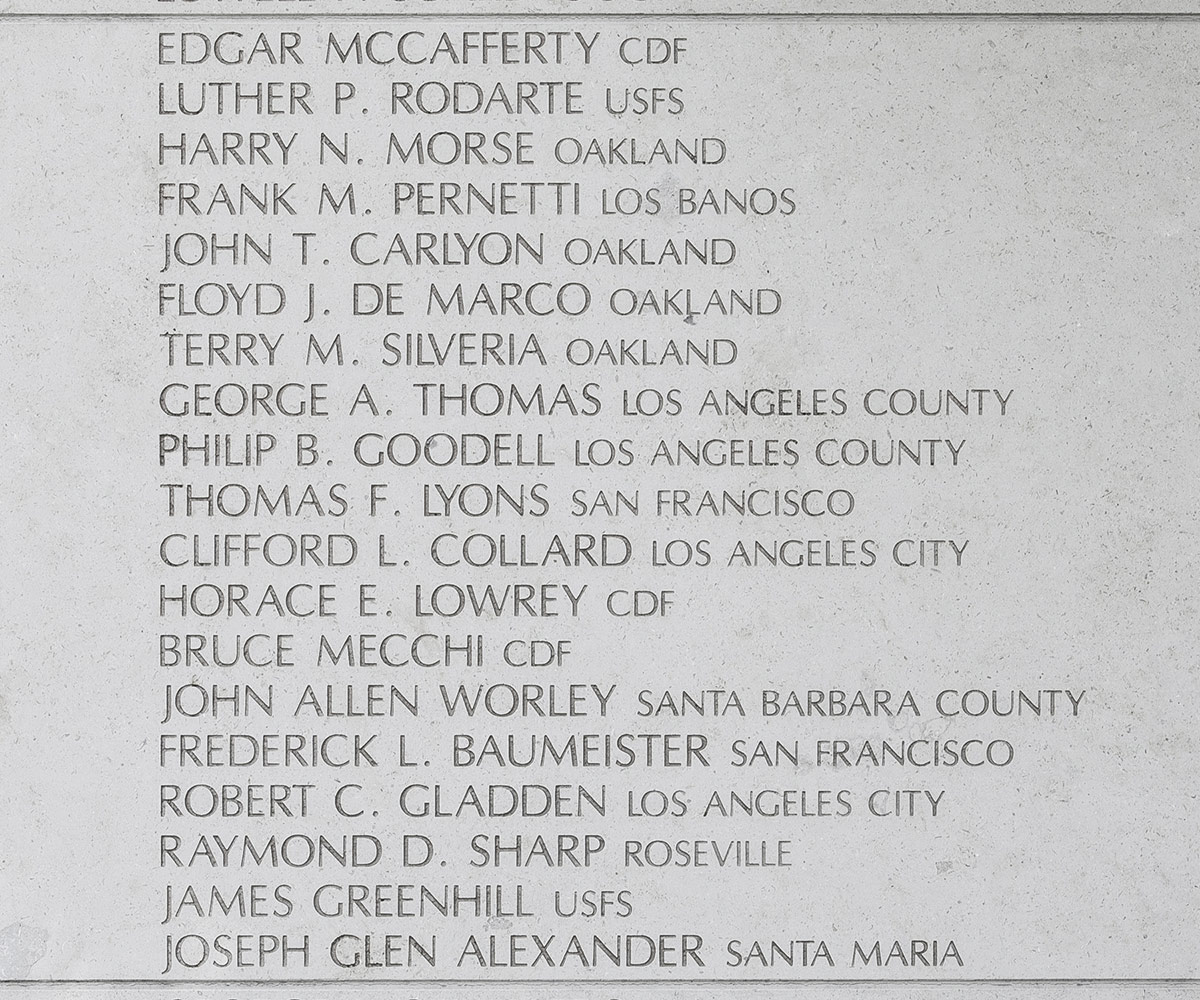 EDGAR MCCAFFERTY CDF
LUTHER P. RODARTE USFS
HARRY N. MORSE OAKLAND
FRANK M. PERNETTI LOS BANOS
JOHN T. CARLYON OAKLAND
FLOYD J. DE MARCO OAKLAND
TERRY M. SILVERIA OAKLAND
GEORGE A. THOMAS LOS ANGELES COUNTY
PHILIP B. GOODELL LOS ANGELES COUNTY
THOMAS F. LYONS SAN FRANCISCO
CLIFFORD L. COLLARD LOS ANGELES CITY
HORACE E. LOWREY CDF
BRUCE MECCHI CDF
JOHN ALLEN WORLEY SANTA BARBARA COUNTY
FREDERICK L. BAUMEISTER SAN FRANCISCO
ROBERT C. GLADDEN LOS ANGELES CITY
RAYMOND D. SHARP ROSEVILLE
JAMES GREENHILL USFS
JOSEPH GLEN ALEXANDER SANTA MARIA